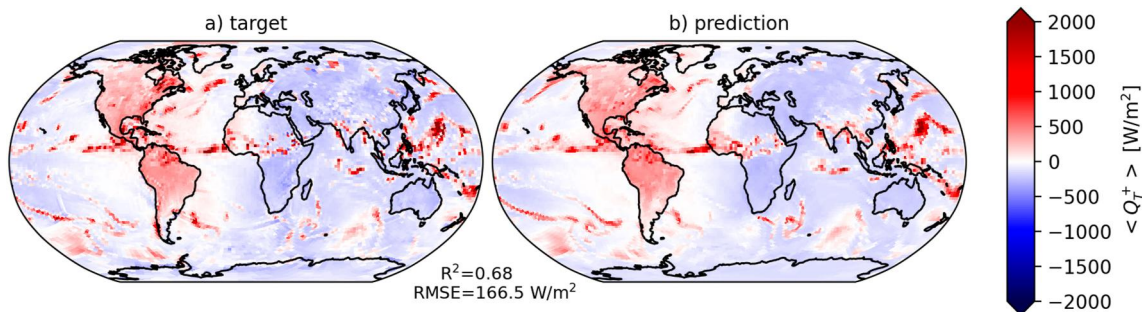 a) target
b) prediction
R²=0.68
RMSE=166.5 W/m²
2000
1500
1000
500
0
−500
−1000
−1500
−2000
< Q_T^+ > [W/m²]